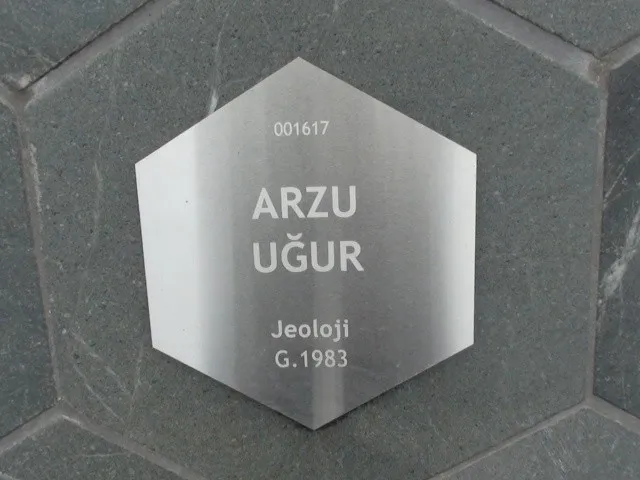 001617
ARZU
UĞUR
Jeoloji
G.1983